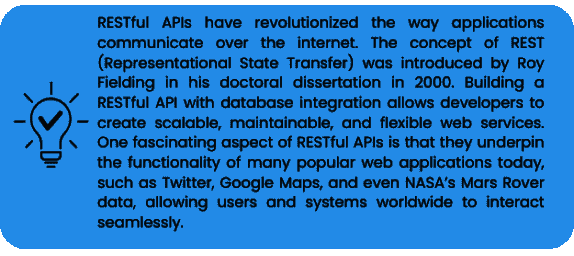 RESTful APIs have revolutionized the way applications
communicate over the internet. The concept of REST
(Representational State Transfer) was introduced by Roy
Fielding in his doctoral dissertation in 2000. Building a
RESTful API with database integration allows developers to
create scalable, maintainable, and flexible web services.
One fascinating aspect of RESTful APIs is that they underpin
the functionality of many popular web applications today,
such as Twitter, Google Maps, and even NASA's Mars Rover
data, allowing users and systems worldwide to interact
seamlessly.